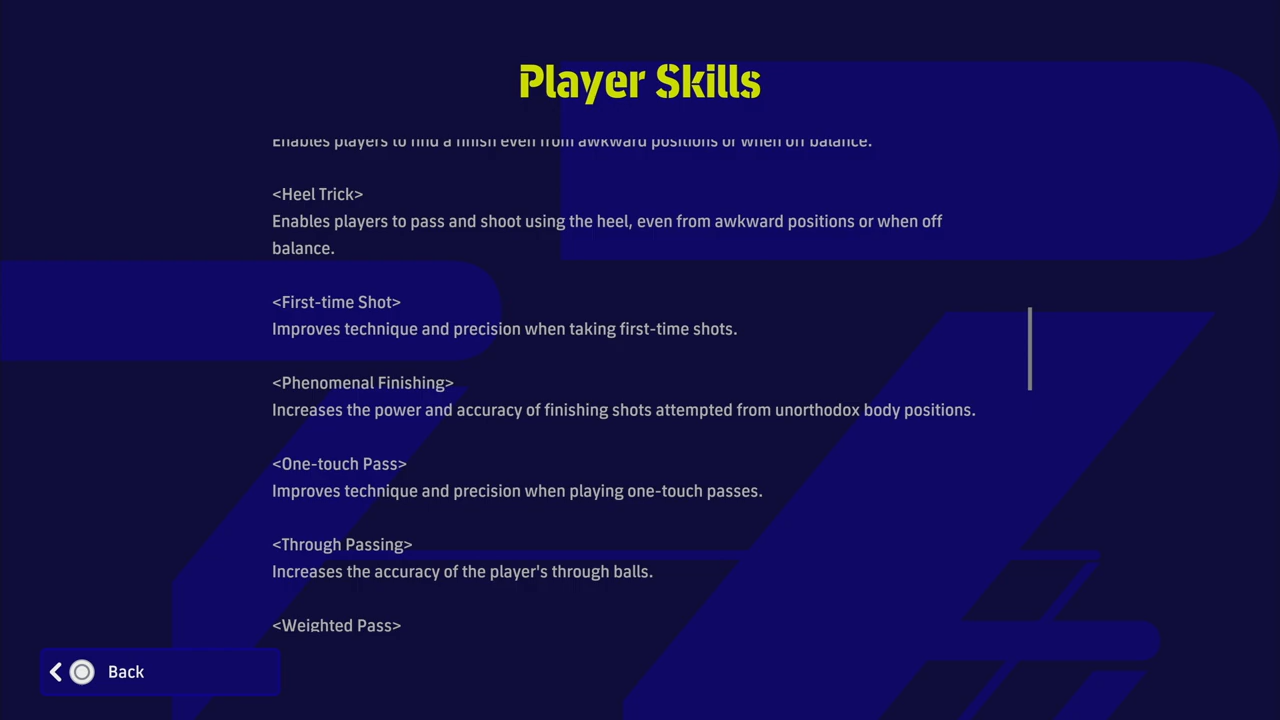 Player Skills
Enables players to find a finish even from awkward positions or when off balance.
<Heel Trick>
Enables players to pass and shoot using the heel, even from awkward positions or when off
balance.
<First-time Shot>
Improves technique and precision when taking first-time shots.
<Phenomenal Finishing>
Increases the power and accuracy of finishing shots attempted from unorthodox body positions.
<One-touch Pass>
Improves technique and precision when playing one-touch passes.
<Through Passing>
Increases the accuracy of the player's through balls.
<Weighted Pass>
Back